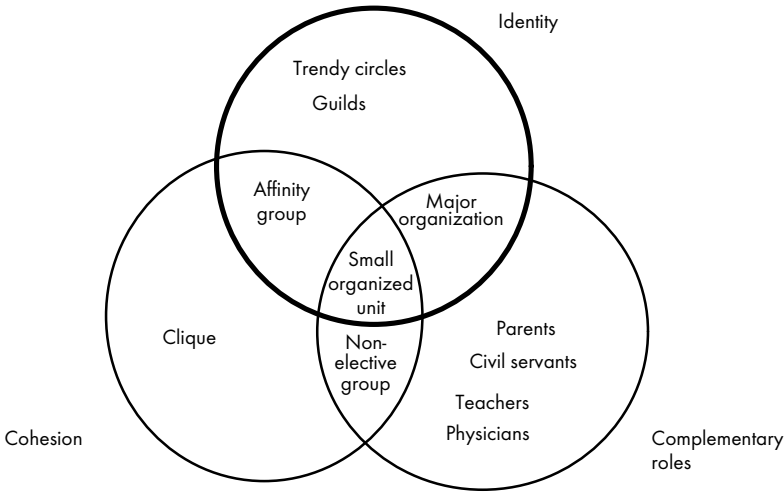 Identity
Trendy circles
Guilds
Affinity
group
Major
organization
Small
organized
unit
Clique
Non-
elective
group
Parents
Civil servants
Teachers
Physicians
Cohesion
Complementary
roles